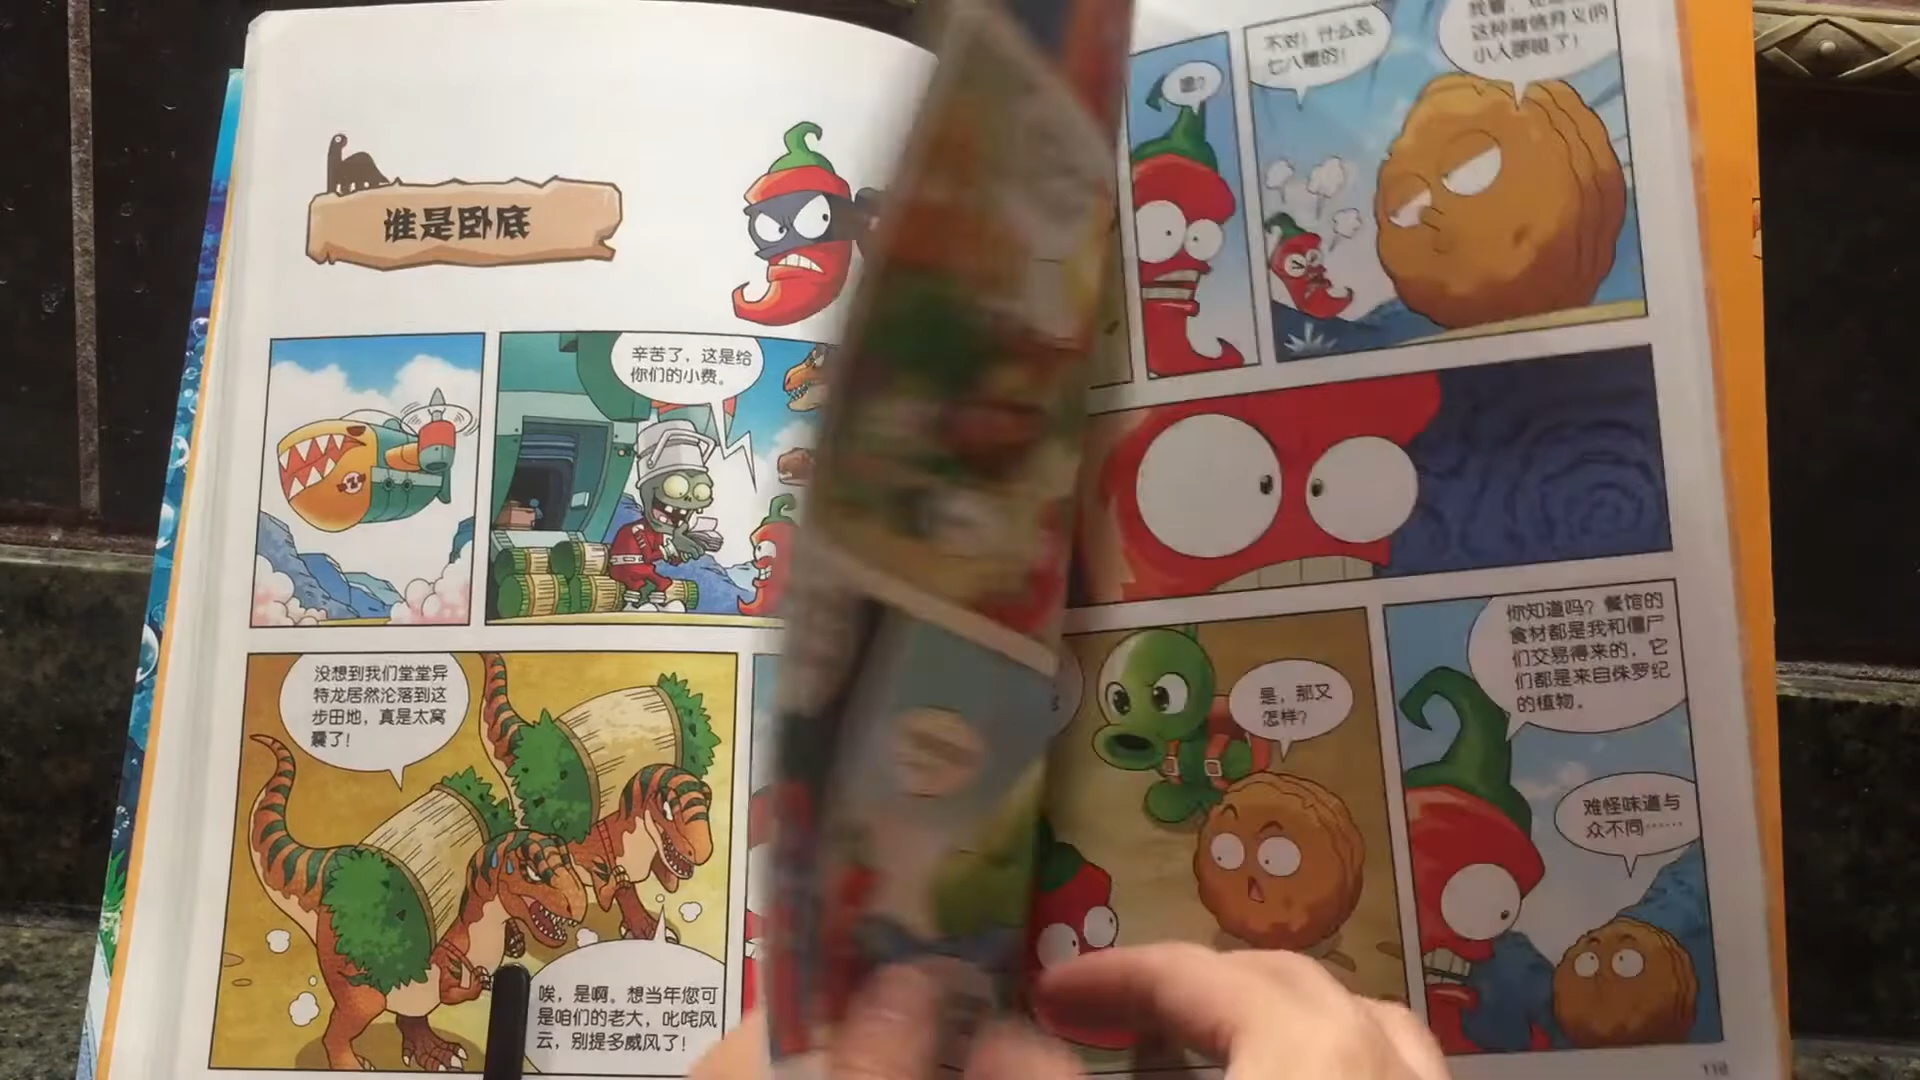 谁是卧底
辛苦了，这是给
你们的小费。
没想到我们堂堂异
特龙居然沦落到这
步田地，真是太窝
囊了！
唉，是啊。想当年您可
是咱们的老大，叱咤风
云，别提多威风了！
嗯？
不对！什么乱
七八糟的！
这种背信弃义的
小人
了！
是，那又
怎样？
你知道吗？餐馆的
食材都是我和僵尸
们交易得来的，它
们都是来自侏罗纪
的植物。
难怪味道与
众不同……